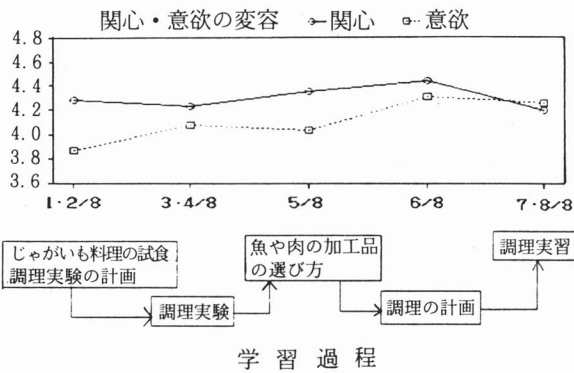 関心・意欲の変容 関心 意欲
4.8
4.6
4.4
4.2
4.0
3.8
3.6
1・2/8 3・4/8 5/8 6/8 7・8/8
じゃがいも料理の試食
調理実験の計画
調理実験
魚や肉の加工品
の選び方
調理の計画
調理実習
学習過程